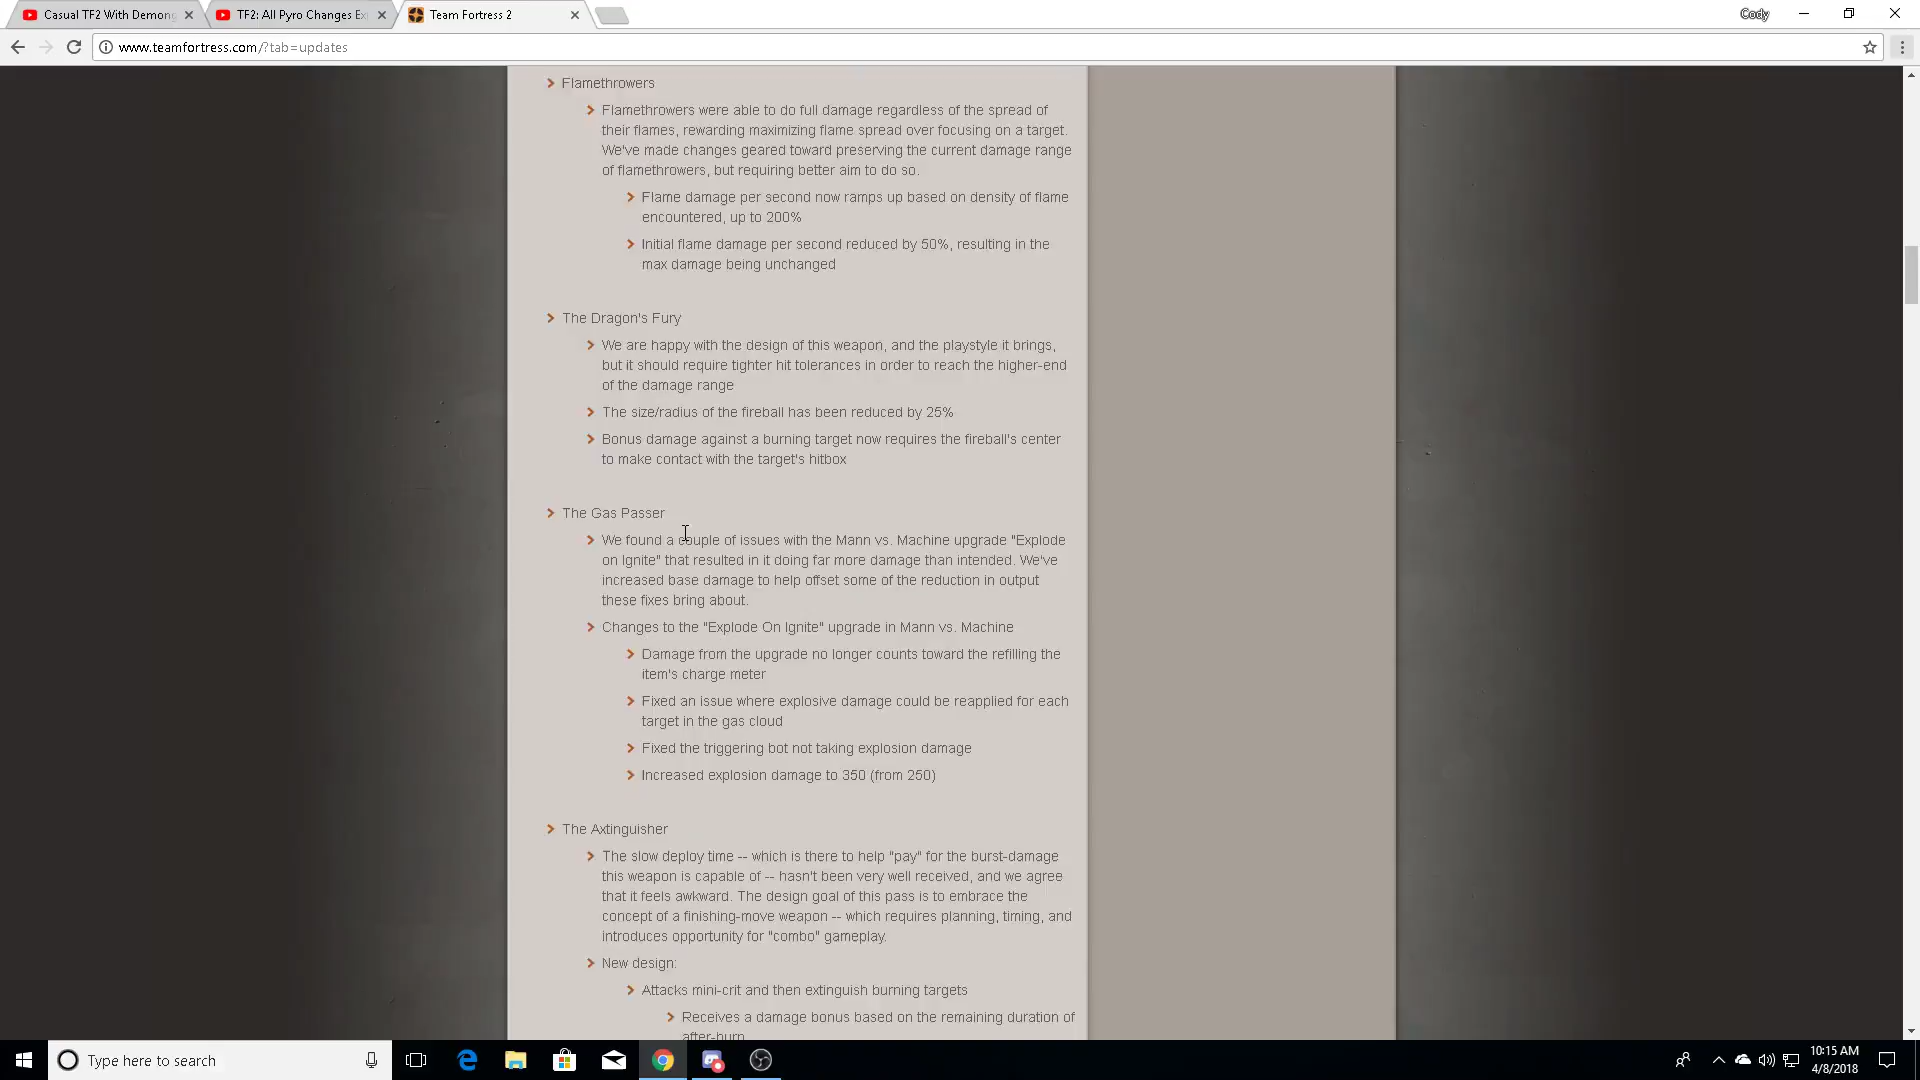 Casual TF2 With Demong
TF2: All Pyro Changes Ex
Team Fortress 2
Cody
www.teamfortress.com/?tab=updates
Flamethrowers
Flamethrowers were able to do full damage regardless of the spread of
their flames, rewarding maximizing flame spread over focusing on a target.
We've made changes geared toward preserving the current damage range
of flamethrowers, but requiring better aim to do so.
Flame damage per second now ramps up based on density of flame
encountered, up to 200%
Initial flame damage per second reduced by 50%, resulting in the
max damage being unchanged
The Dragon's Fury
We are happy with the design of this weapon, and the playstyle it brings,
but it should require tighter hit tolerances in order to reach the higher-end
of the damage range
The size/radius of the fireball has been reduced by 25%
Bonus damage against a burning target now requires the fireball's center
to make contact with the target's hitbox
The Gas Passer
We found a couple of issues with the Mann vs. Machine upgrade "Explode
on Ignite" that resulted in it doing far more damage than intended. We've
increased base damage to help offset some of the reduction in output
these fixes bring about.
Changes to the "Explode On Ignite" upgrade in Mann vs. Machine
Damage from the upgrade no longer counts toward the refilling the
item's charge meter
Fixed an issue where explosive damage could be reapplied for each
target in the gas cloud
Fixed the triggering bot not taking explosion damage
Increased explosion damage to 350 (from 250)
The Axtinguisher
The slow deploy time -- which is there to help "pay" for the burst-damage
this weapon is capable of -- hasn't been very well received, and we agree
that it feels awkward. The design goal of this pass is to embrace the
concept of a finishing-move weapon -- which requires planning, timing, and
introduces opportunity for "combo" gameplay.
New design:
Attacks mini-crit and then extinguish burning targets
Receives a damage bonus based on the remaining duration of
after-burn
Type here to search
10:15 AM
4/8/2018